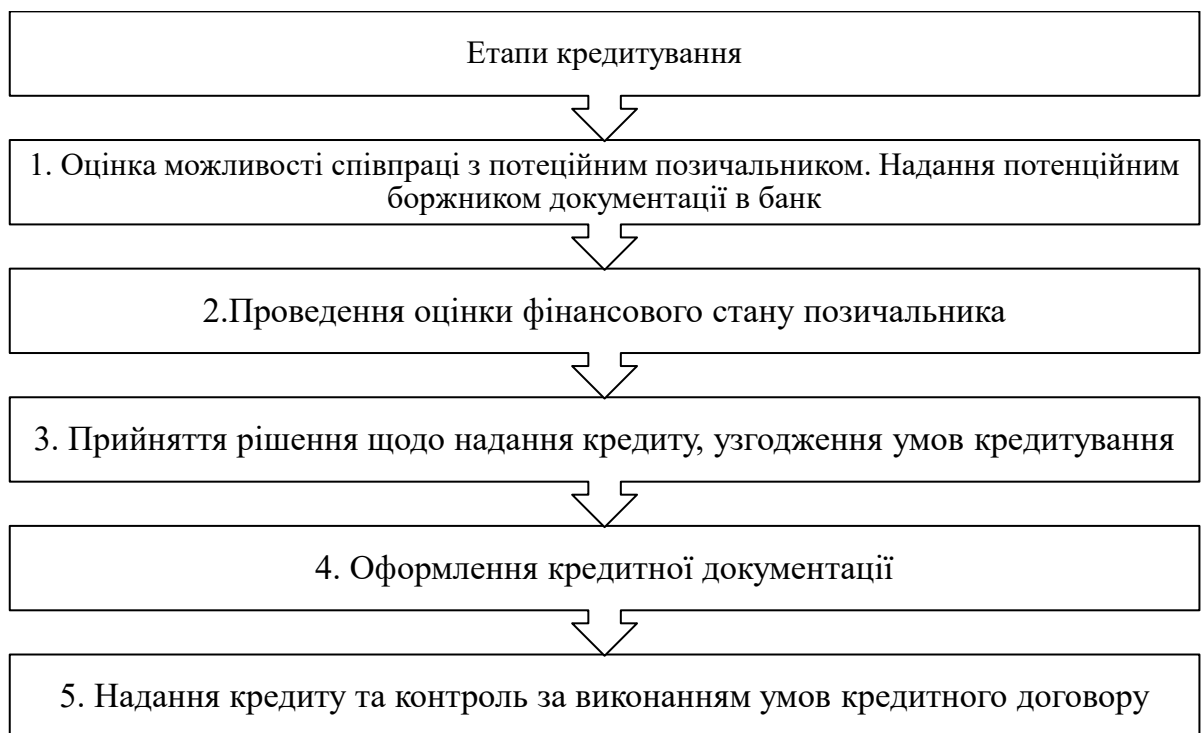 Етапи кредитування
1. Оцінка можливості співпраці з потеційним позичальником. Надання потенційним
боржником документації в банк
2.Проведення оцінки фінансового стану позичальника
3. Прийняття рішення щодо надання кредиту, узгодження умов кредитування
4. Оформлення кредитної документації
5. Надання кредиту та контроль за виконанням умов кредитного договору